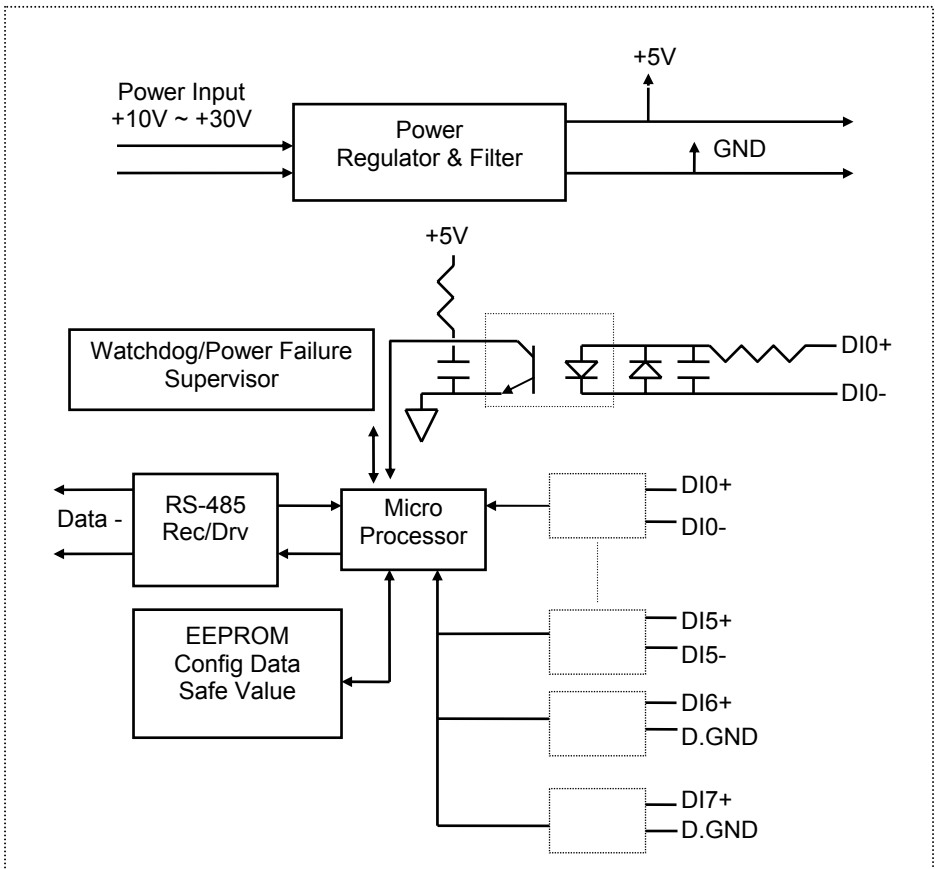 +5V
Power Input
+10V ~ +30V
Power
Regulator & Filter
GND
+5V
Watchdog/Power Failure
Supervisor
DI0+
DI0-
RS-485
Rec/Drv
Data -
Micro
Processor
DI0+
DI0-
EEPROM
Config Data
Safe Value
DI5+
DI5-
DI6+
D.GND
DI7+
D.GND